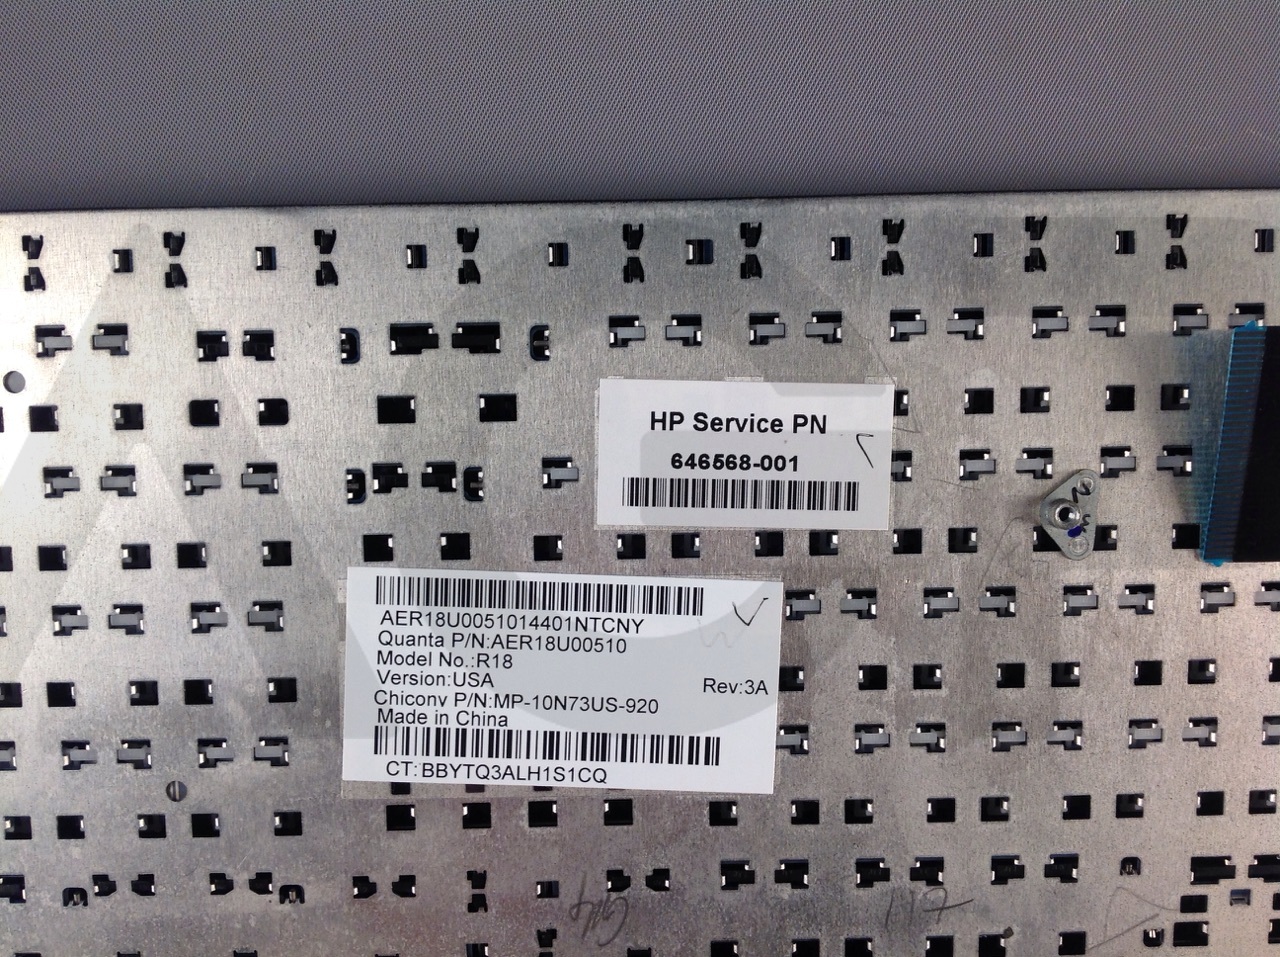 HP Service PN
646568-001
AER18U0051014401NTCNY
Quanta P/N:AER18U00510
Model No.:R18
Version:USA
Rev:3A
Chicony P/N:MP-10N73US-920
Made in China
CT:BBYTQ3ALH1S1CQ